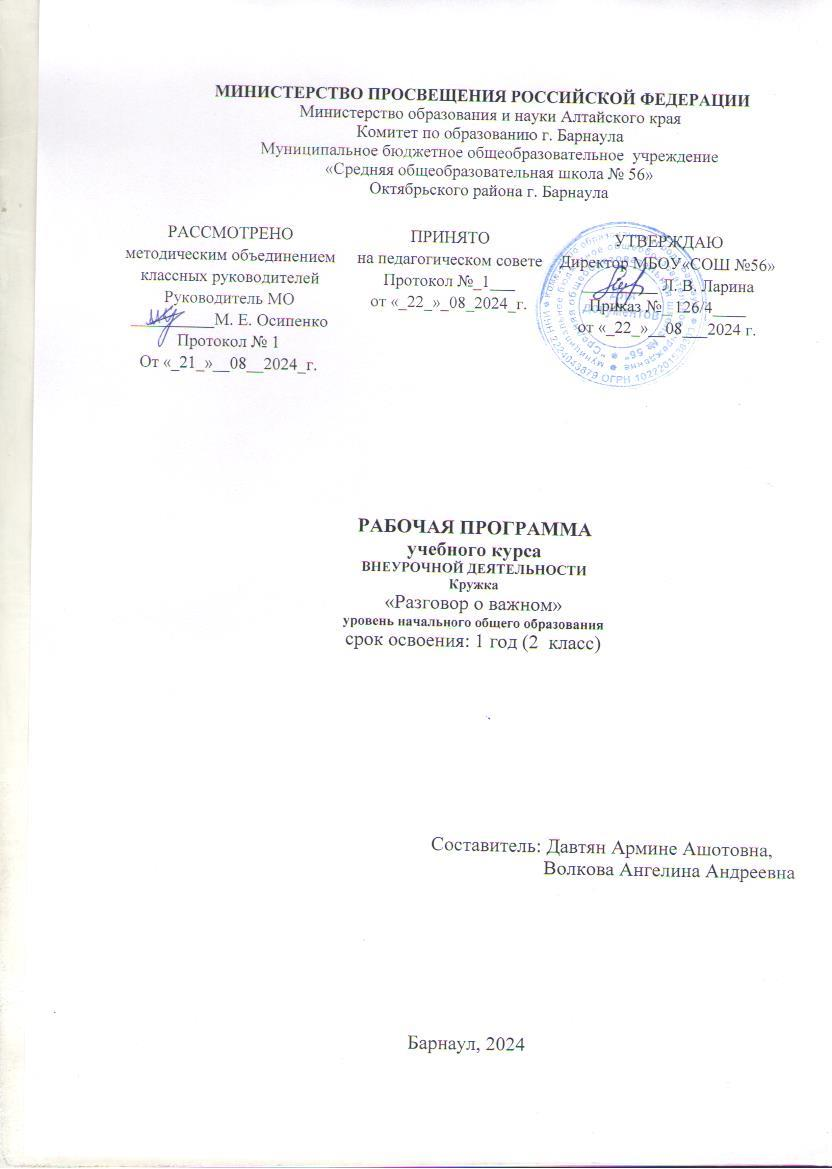 МИНИСТЕРСТВО ПРОСВЕЩЕНИЯ РОССИЙСКОЙ ФЕДЕРАЦИИ
Министерство образования и науки Алтайского края
Комитет по образованию г. Барнаула
Муниципальное бюджетное общеобразовательное учреждение
«Средняя общеобразовательная школа № 56»
Октябрьского района г. Барнаула
РАССМОТРЕНО
методическим объединением
классных руководителей
Руководитель МО
__________М. Е. Осипенко
Протокол № 1
От «_21_»__08__2024_г.
ПРИНЯТО
на педагогическом совете
Протокол №_1___
от «_22_»_08_2024_г.
УТВЕРЖДАЮ
Директор МБОУ«СОШ №56»
_________ Л. В. Ларина
Приказ № _126/4____
от «_22_»__08___2024 г.
РАБОЧАЯ ПРОГРАММА
учебного курса
ВНЕУРОЧНОЙ ДЕЯТЕЛЬНОСТИ
Кружка
«Разговор о важном»
уровень начального общего образования
срок освоения: 1 год (2 класс)
Составитель: Давтян Армине Ашотовна,
Волкова Ангелина Андреевна
Барнаул, 2024